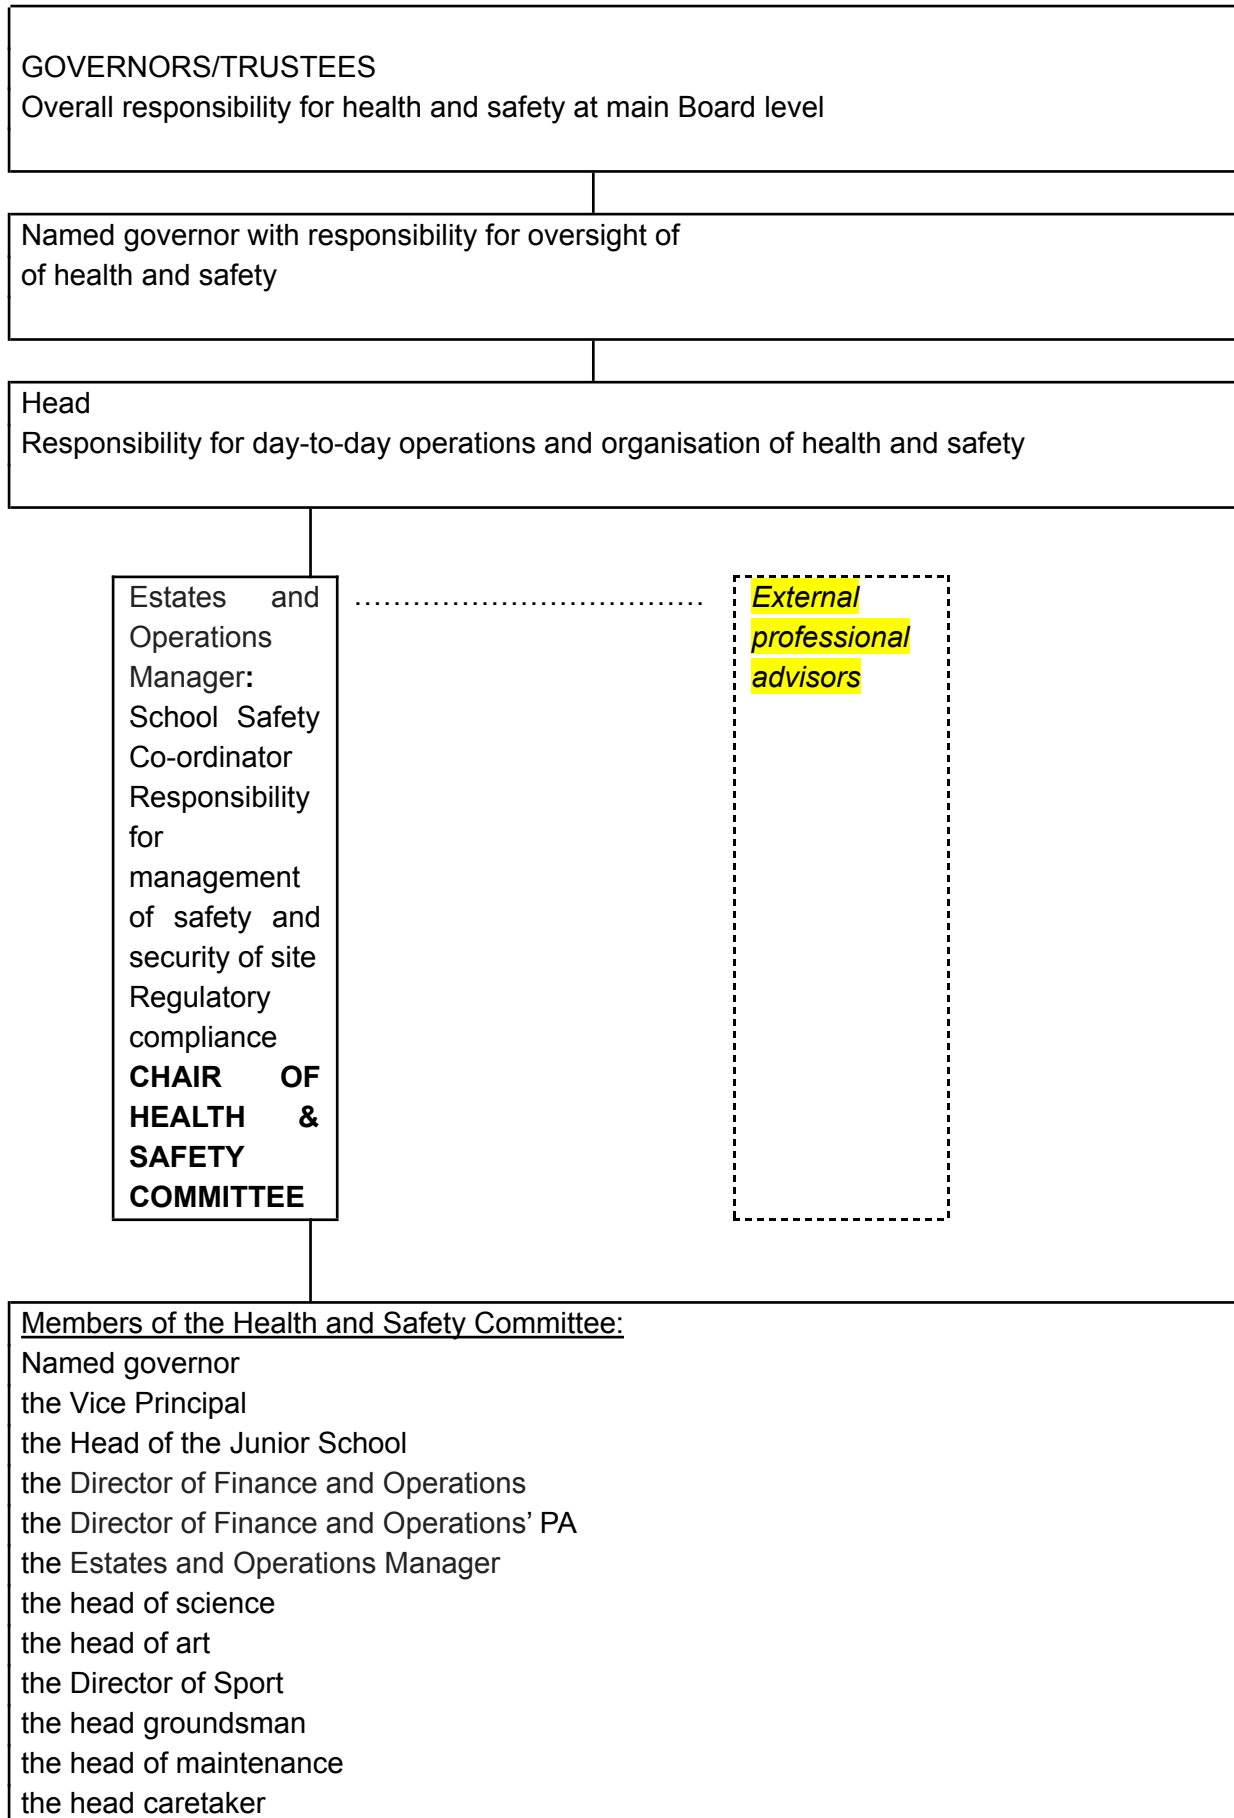 GOVERNORS/TRUSTEES
Overall responsibility for health and safety at main Board level
Named governor with responsibility for oversight of
of health and safety
Head
Responsibility for day-to-day operations and organisation of health and safety
Estates and
Operations
Manager:
School Safety
Co-ordinator
Responsibility
for
management
of safety and
security of site
Regulatory
compliance
CHAIR OF
HEALTH &
SAFETY
COMMITTEE
....................................
External
professional
advisors
Members of the Health and Safety Committee:
Named governor
the Vice Principal
the Head of the Junior School
the Director of Finance and Operations
the Director of Finance and Operations’ PA
the Estates and Operations Manager
the head of science
the head of art
the Director of Sport
the head groundsman
the head of maintenance
the head caretaker